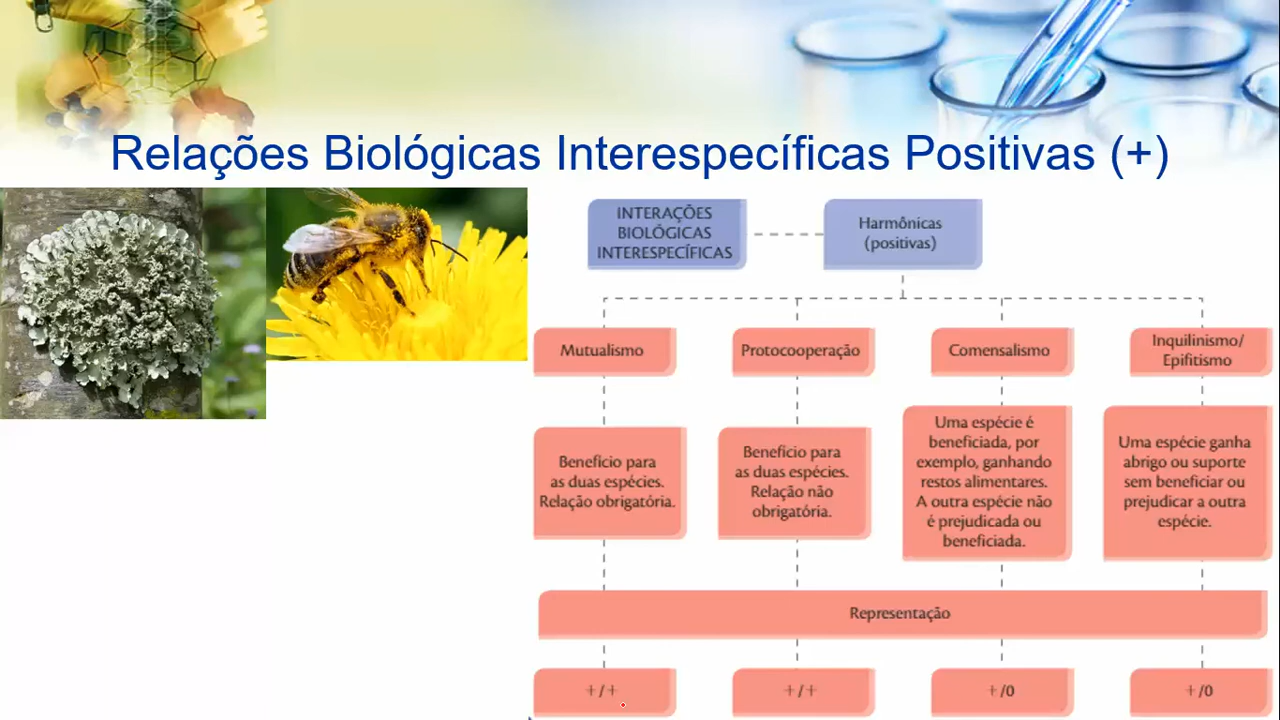 Relações Biológicas Interespecíficas Positivas (+)
INTERAÇÕES
BIOLÓGICAS
INTERESPECÍFICAS
Harmônicas
(positivas)
Mutualismo
Protocooperação
Comensalismo
Inquilinismo/
Epifitismo
Benefício para
as duas espécies.
Relação obrigatória.
Benefício para
as duas espécies.
Relação não
obrigatória.
Uma espécie é
beneficiada, por
exemplo, ganhando
restos alimentares.
A outra espécie não
é prejudicada ou
beneficiada.
Uma espécie ganha
abrigo ou suporte
sem beneficiar ou
prejudicar a outra
espécie.
Representação
+/+
+/+
+/0
+/0